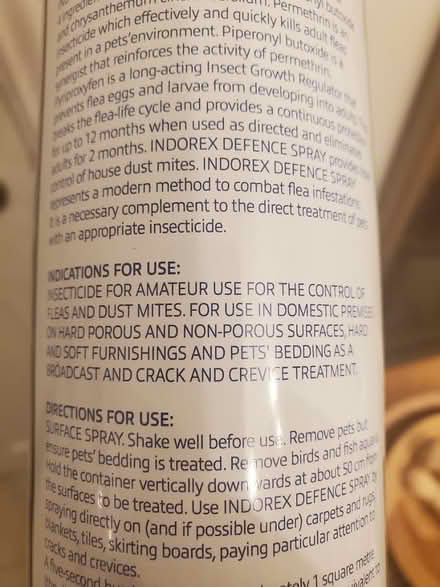 4 ingredients
and chrysanthemum
insecticide which effectively and quickly kills adult fleas
present in a pets' environment. Piperonyl butoxide is a
synergist that reinforces the activity of permethrin.
Pyriproxyfen is a long-acting Insect Growth Regulator that
prevents flea eggs and larvae from developing into adults.
breaks the flea-life cycle and provides a continuous
for up to 12 months when used as directed and eliminates
adults for 2 months. INDOREX DEFENCE SPRAY provides
control of house dust mites. INDOREX DEFENCE SPRAY
represents a modern method to combat flea infestations.
It is a necessary complement to the direct treatment of pets
with an appropriate insecticide.
INDICATIONS FOR USE:
INSECTICIDE FOR AMATEUR USE FOR THE CONTROL OF
FLEAS AND DUST MITES. FOR USE IN DOMESTIC PREMISES
ON HARD POROUS AND NON-POROUS SURFACES, HARD
AND SOFT FURNISHINGS AND PETS' BEDDING AS A
BROADCAST AND CRACK AND CREVICE TREATMENT.
DIRECTIONS FOR USE:
SURFACE SPRAY. Shake well before use. Remove pets but
ensure pets' bedding is treated. Remove birds and fish
Hold the container vertically downwards at about 50 cm from
the surfaces to be treated. Use INDOREX DEFENCE SPRAY by
spraying directly on (and if possible under) carpets and rugs,
blankets, tiles, skirting boards, paying particular attention to
cracks and crevices.
A five-second 1 square metre